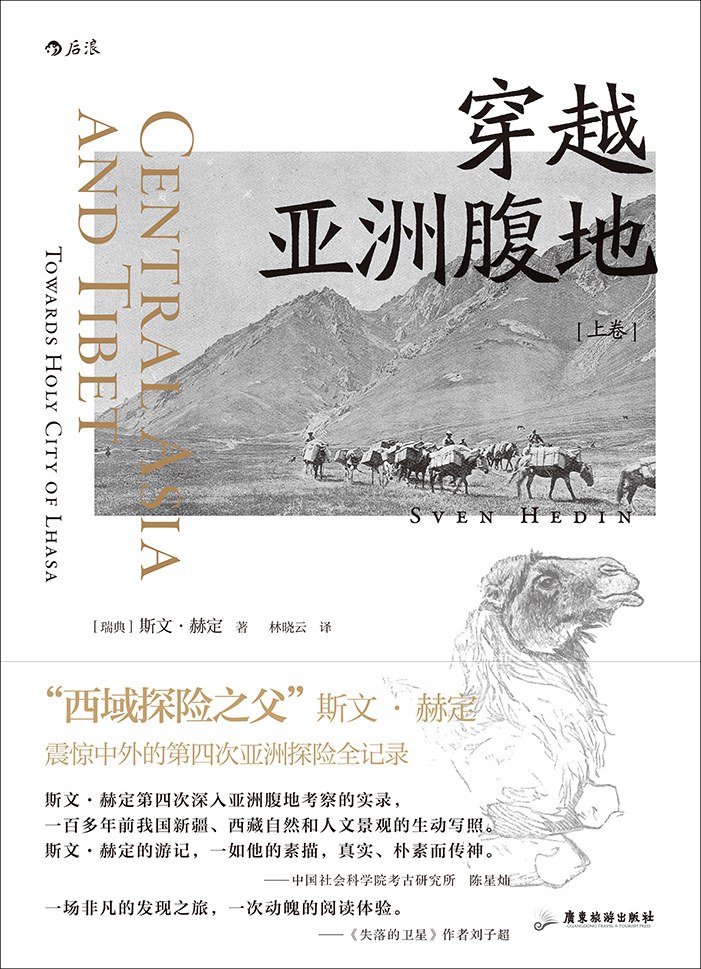 后浪
穿越
亚洲腹地
[上卷]
CENTRAL ASIA
AND TIBET
TOWARDS HOLY CITY OF LHASA
SVEN HEDIN
[瑞典] 斯文·赫定 著 林晓云 译
“西域探险之父” 斯文·赫定
震惊中外的第四次亚洲探险全记录
斯文·赫定第四次深入亚洲腹地考察的实录，
一百多年前我国新疆、西藏自然和人文景观的生动写照。
斯文·赫定的游记，一如他的素描，真实、朴素而传神。
——中国社会科学院考古研究所 陈星灿
一场非凡的发现之旅，一次动魄的阅读体验。
——《失落的卫星》作者刘子超
廣東旅游出版社
GUANGDONG TRAVEL & TOURISM PRESS